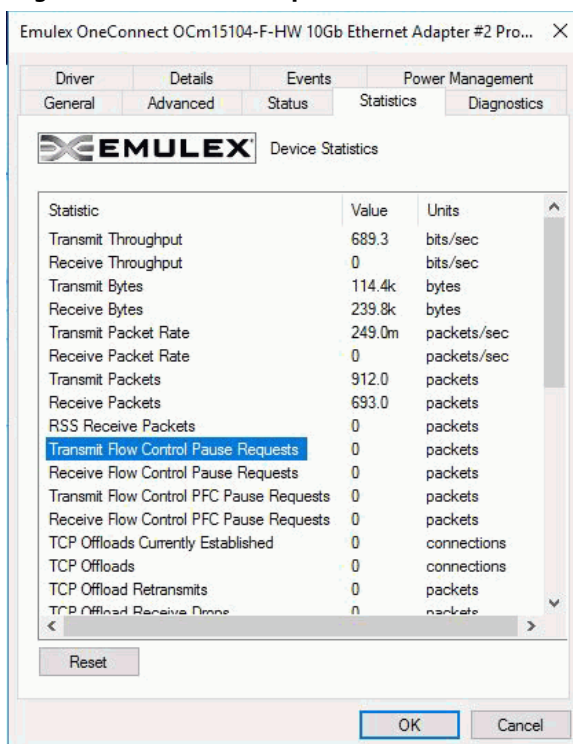 Emulex OneConnect OCm15104-F-HW 10Gb Ethernet Adapter #2 Pro... X
Driver Details Events Power Management
General Advanced Status Statistics Diagnostics
EMULEX Device Statistics
Statistic Value Units
Transmit Throughput 689.3 bits/sec
Receive Throughput 0 bits/sec
Transmit Bytes 114.4k bytes
Receive Bytes 239.8k bytes
Transmit Packet Rate 249.0m packets/sec
Receive Packet Rate 0 packets/sec
Transmit Packets 912.0 packets
Receive Packets 693.0 packets
RSS Receive Packets 0 packets
Transmit Flow Control Pause Requests 0 packets
Receive Flow Control Pause Requests 0 packets
Transmit Flow Control PFC Pause Requests 0 packets
Receive Flow Control PFC Pause Requests 0 packets
TCP Offloads Currently Established 0 connections
TCP Offloads 0 connections
TCP Offload Retransmits 0 packets
TCP Offload Receive Drops 0 packets
Reset
OK Cancel